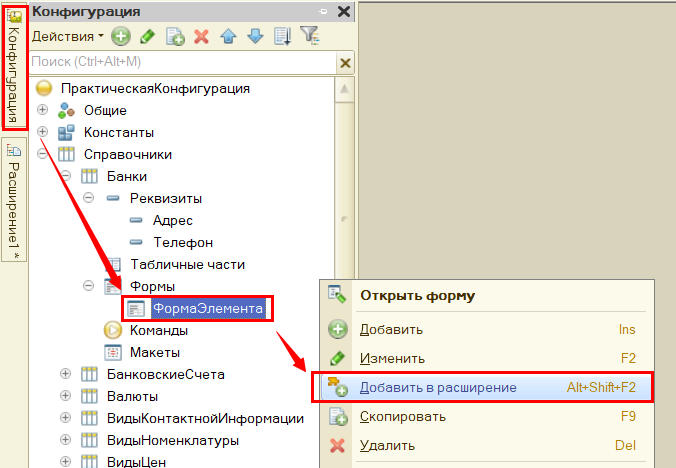 Конфигурация
Расширение1 *
Конфигурация
Действия
Поиск (Ctrl+Alt+M)
ПрактическаяКонфигурация
Общие
Константы
Справочники
Банки
Реквизиты
Адрес
Телефон
Табличные части
Формы
ФормаЭлемента
Команды
Макеты
БанковскиеСчета
Валюты
ВидыКонтактнойИнформации
ВидыНоменклатуры
ВидыЦен
Открыть форму
Добавить Ins
Изменить F2
Добавить в расширение Alt+Shift+F2
Скопировать F9
Удалить Del